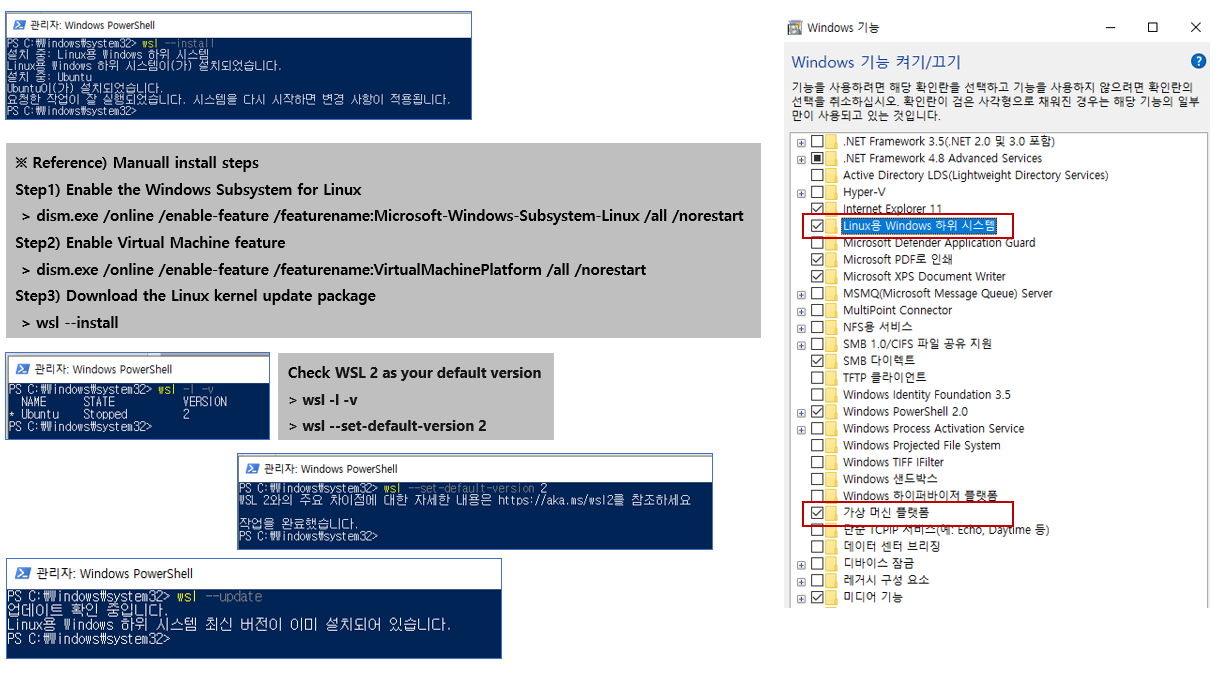 관리자: Windows PowerShell
PS C:₩Windows₩system32> wsl --install
설치 중: Linux용 Windows 하위 시스템
Linux용 Windows 하위 시스템이(가) 설치되었습니다.
설치 중: Ubuntu
Ubuntu이(가) 설치되었습니다.
요청한 작업이 잘 실행되었습니다. 시스템을 다시 시작하면 변경 사항이 적용됩니다.
PS C:₩Windows₩system32>
※ Reference) Manuall install steps
Step1) Enable the Windows Subsystem for Linux
> dism.exe /online /enable-feature /featurename:Microsoft-Windows-Subsystem-Linux /all /norestart
Step2) Enable Virtual Machine feature
> dism.exe /online /enable-feature /featurename:VirtualMachinePlatform /all /norestart
Step3) Download the Linux kernel update package
> wsl --install
관리자: Windows PowerShell
PS C:₩Windows₩system32> wsl -l -v
NAME STATE VERSION
* Ubuntu Stopped 2
PS C:₩Windows₩system32>
Check WSL 2 as your default version
> wsl -l -v
> wsl --set-default-version 2
관리자: Windows PowerShell
PS C:₩Windows₩system32> wsl --set-default-version 2
WSL 2와의 주요 차이점에 대한 자세한 내용은 https://aka.ms/wsl2를 참조하세요
작업을 완료했습니다.
PS C:₩Windows₩system32>
관리자: Windows PowerShell
PS C:₩Windows₩system32> wsl --update
업데이트 확인 중입니다.
Linux용 Windows 하위 시스템 최신 버전이 이미 설치되어 있습니다.
PS C:₩Windows₩system32>
Windows 기능
Windows 기능 켜기/끄기
기능을 사용하려면 해당 확인란을 선택하고 기능을 사용하지 않으려면 확인란의
선택을 취소하십시오. 확인란이 검은 사각형으로 채워진 경우는 해당 기능의 일부
만이 사용되고 있는 것입니다.
.NET Framework 3.5(.NET 2.0 및 3.0 포함)
.NET Framework 4.8 Advanced Services
Active Directory LDS(Lightweight Directory Services)
Hyper-V
Internet Explorer 11
Linux용 Windows 하위 시스템
Microsoft Defender Application Guard
Microsoft PDF로 인쇄
Microsoft XPS Document Writer
MSMQ(Microsoft Message Queue) Server
MultiPoint Connector
NFS용 서비스
SMB 1.0/CIFS 파일 공유 지원
SMB 다이렉트
TFTP 클라이언트
Windows Identity Foundation 3.5
Windows PowerShell 2.0
Windows Process Activation Service
Windows Projected File System
Windows TIFF IFilter
Windows 샌드박스
Windows 하이퍼바이저 플랫폼
가상 머신 플랫폼
단순 TCPIP 서비스(예: Echo, Daytime 등)
데이터 센터 브리징
디바이스 잠금
레거시 구성 요소
미디어 기능